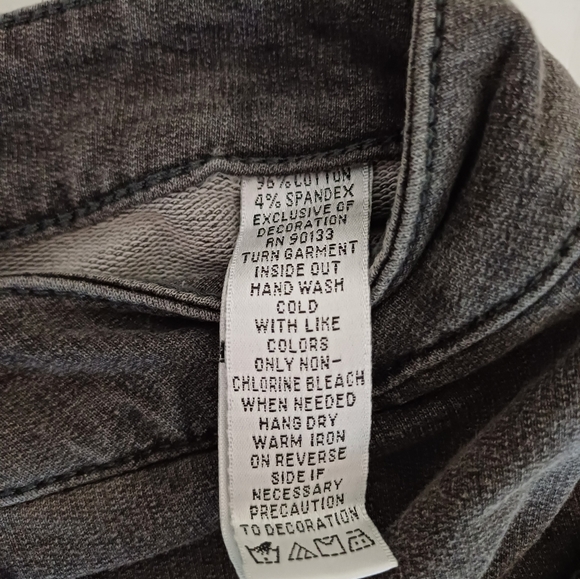 96% COTTON
4% SPANDEX
EXCLUSIVE OF
DECORATION
RN 90133
TURN GARMENT
INSIDE OUT
HAND WASH
COLD
WITH LIKE
COLORS
ONLY NON-
CHLORINE BLEACH
WHEN NEEDED
HANG DRY
WARM IRON
ON REVERSE
SIDE IF
NECESSARY
PRECAUTION
TO DECORATION